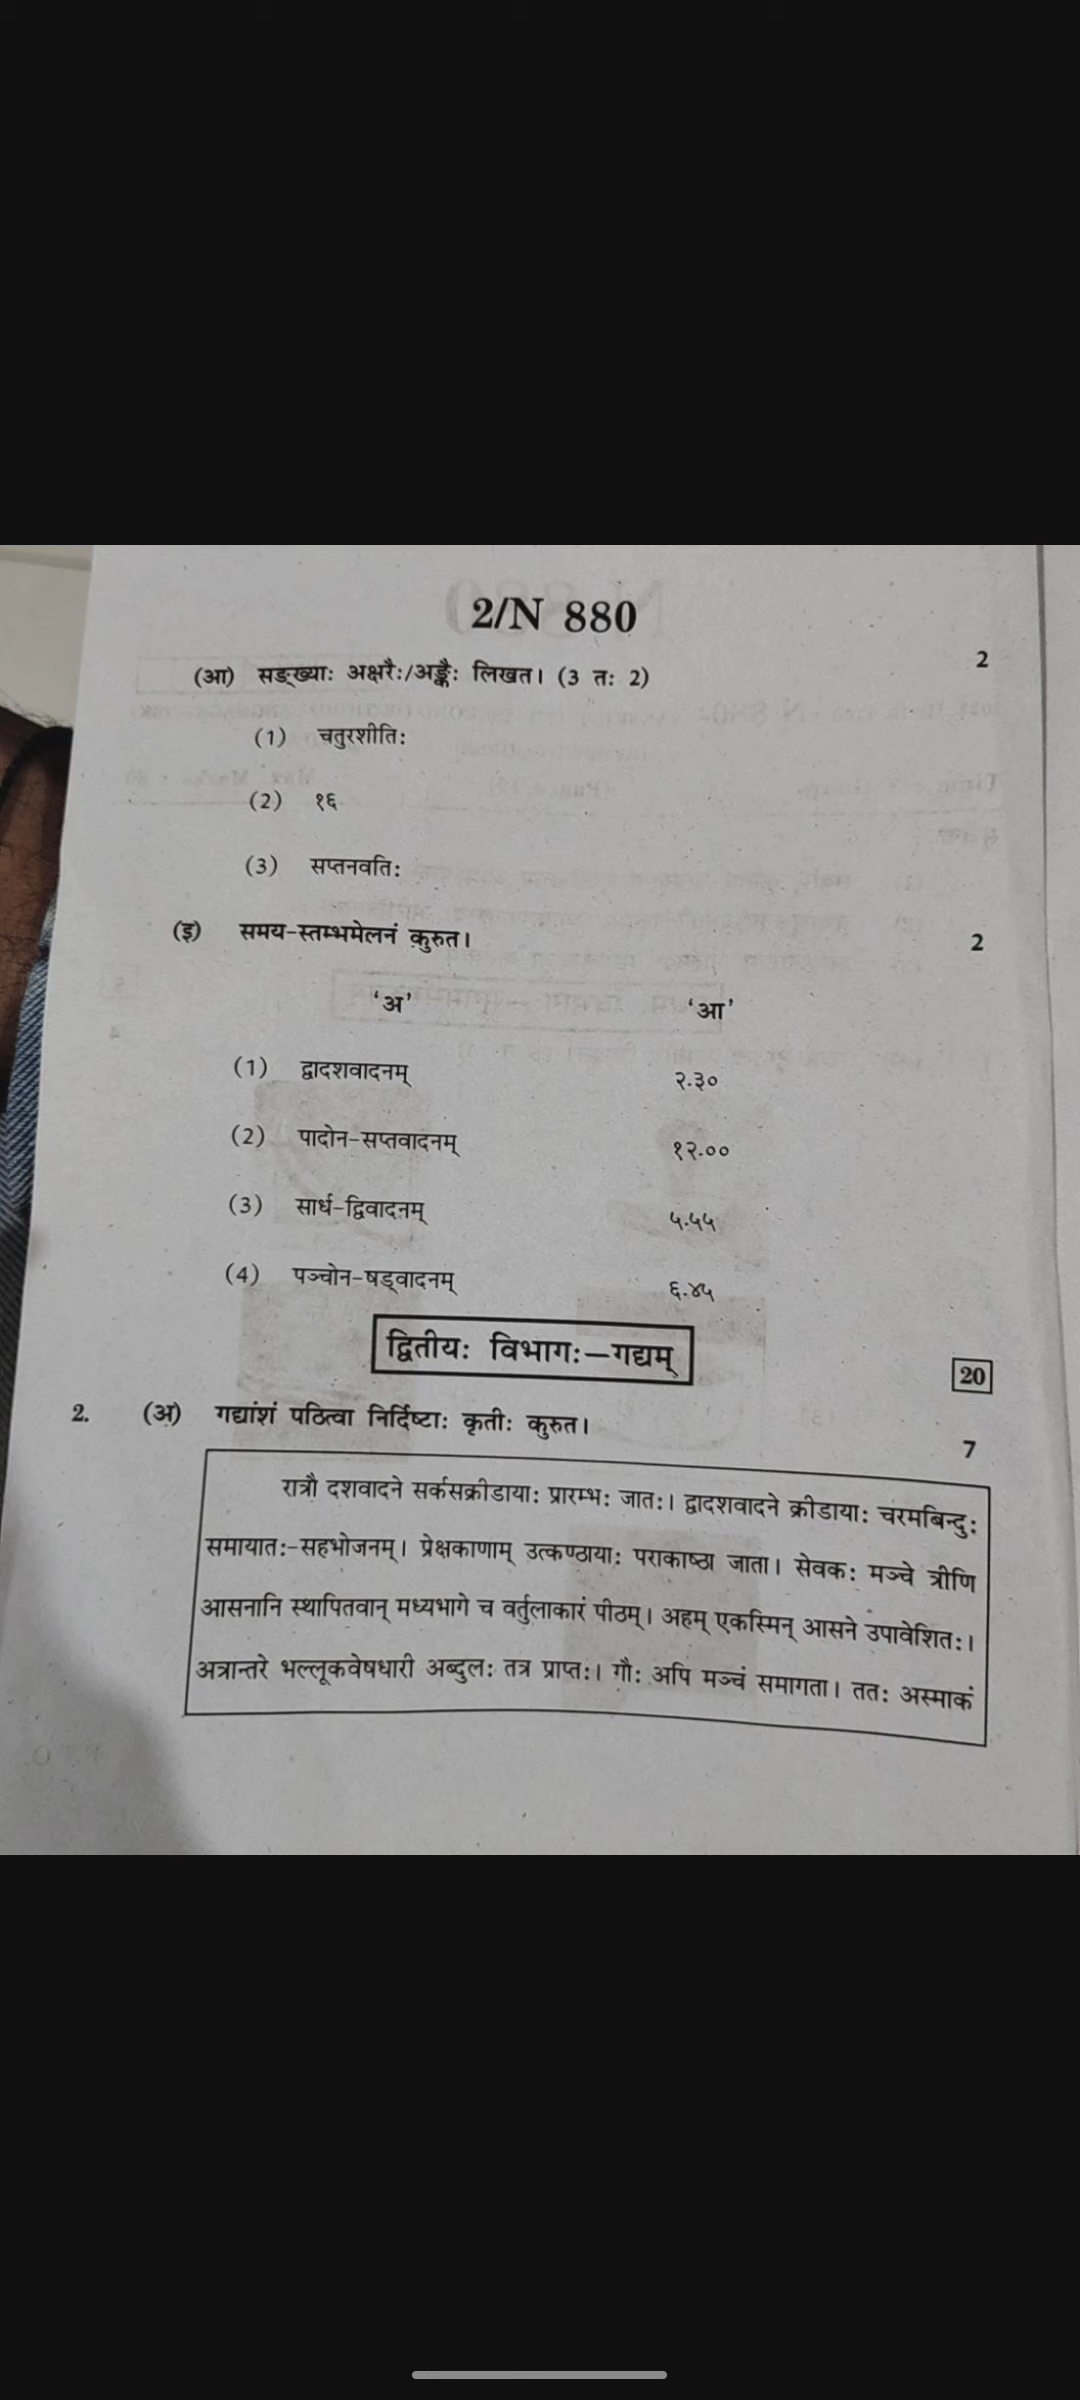 2/N 880
(आ) सङ्ख्याः अक्षरैः/अङ्कैः लिखत। (3 तः 2) 2
(1) चतुरशीतिः
(2) १६
(3) सप्तनवतिः
(इ) समय-स्तम्भमेलनं कुरुत। 2
‘अ’ ‘आ’
(1) द्वादशवादनम् २.३०
(2) पादोन-सप्तवादनम् १२.००
(3) सार्ध-द्विवादनम् ५.५५
(4) पञ्चोन-षड्वादनम् ६.४५
द्वितीयः विभागः—गद्यम्
20
2. (अ) गद्यांशं पठित्वा निर्दिष्टाः कृतीः कुरुत। 7
रात्रौ दशवादने सर्कसक्रीडायाः प्रारम्भः जातः। द्वादशवादने क्रीडायाः चरमबिन्दुः
समायातः-सहभोजनम्। प्रेक्षकाणाम् उत्कण्ठायाः पराकाष्ठा जाता। सेवकः मञ्चे त्रीणि
आसनानि स्थापितवान् मध्यभागे च वर्तुलाकारं पीठम्। अहम् एकस्मिन् आसने उपावेशितः।
अत्रान्तरे भल्लूकवेषधारी अब्दुलः तत्र प्राप्तः। गौः अपि मञ्चं समागता। ततः अस्माकं